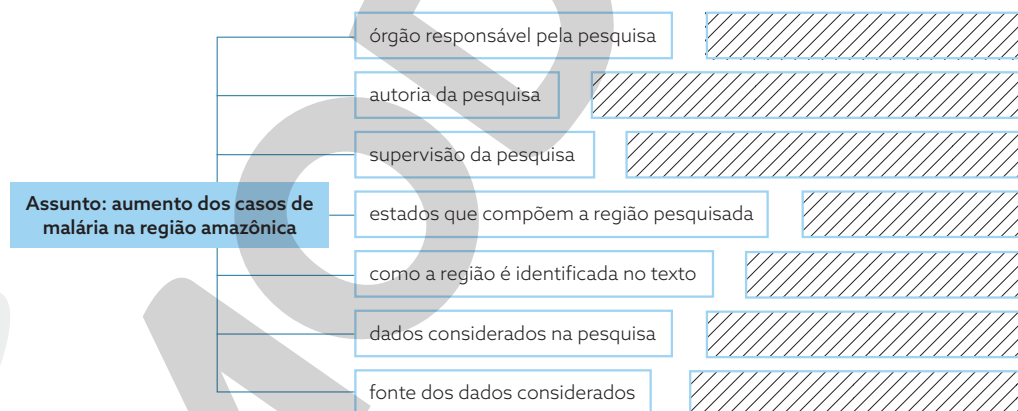 órgão responsável pela pesquisa
autoria da pesquisa
supervisão da pesquisa
Assunto: aumento dos casos de
malária na região amazônica
estados que compõem a região pesquisada
como a região é identificada no texto
dados considerados na pesquisa
fonte dos dados considerados